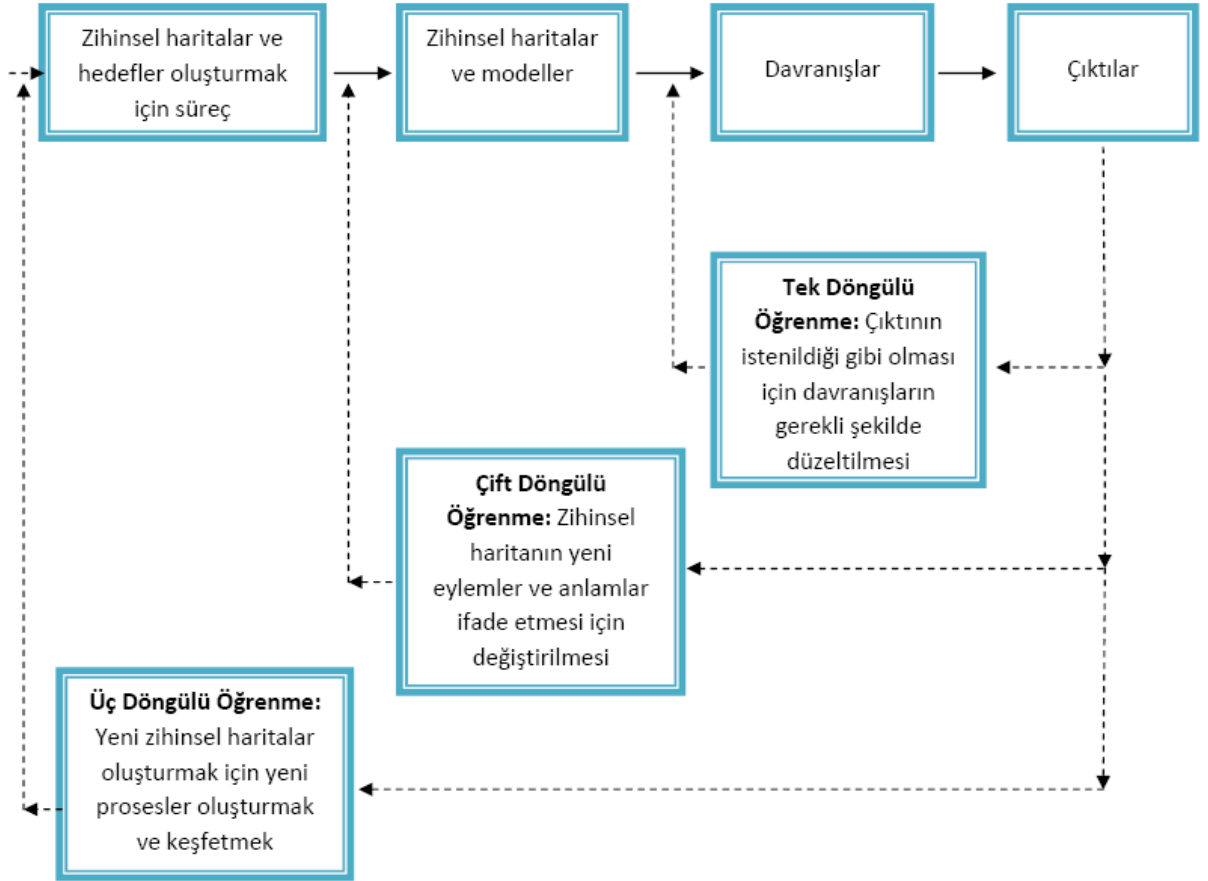 Zihinsel haritalar ve
hedefler oluşturmak
için süreç
Zihinsel haritalar
ve modeller
Davranışlar
Çıktılar
Tek Döngülü
Öğrenme: Çıktının
istenildiği gibi olması
için davranışların
gerekli şekilde
düzeltilmesi
Çift Döngülü
Öğrenme: Zihinsel
haritanın yeni
eylemler ve anlamlar
ifade etmesi için
değiştirilmesi
Üç Döngülü Öğrenme:
Yeni zihinsel haritalar
oluşturmak için yeni
prosesler oluşturmak
ve keşfetmek